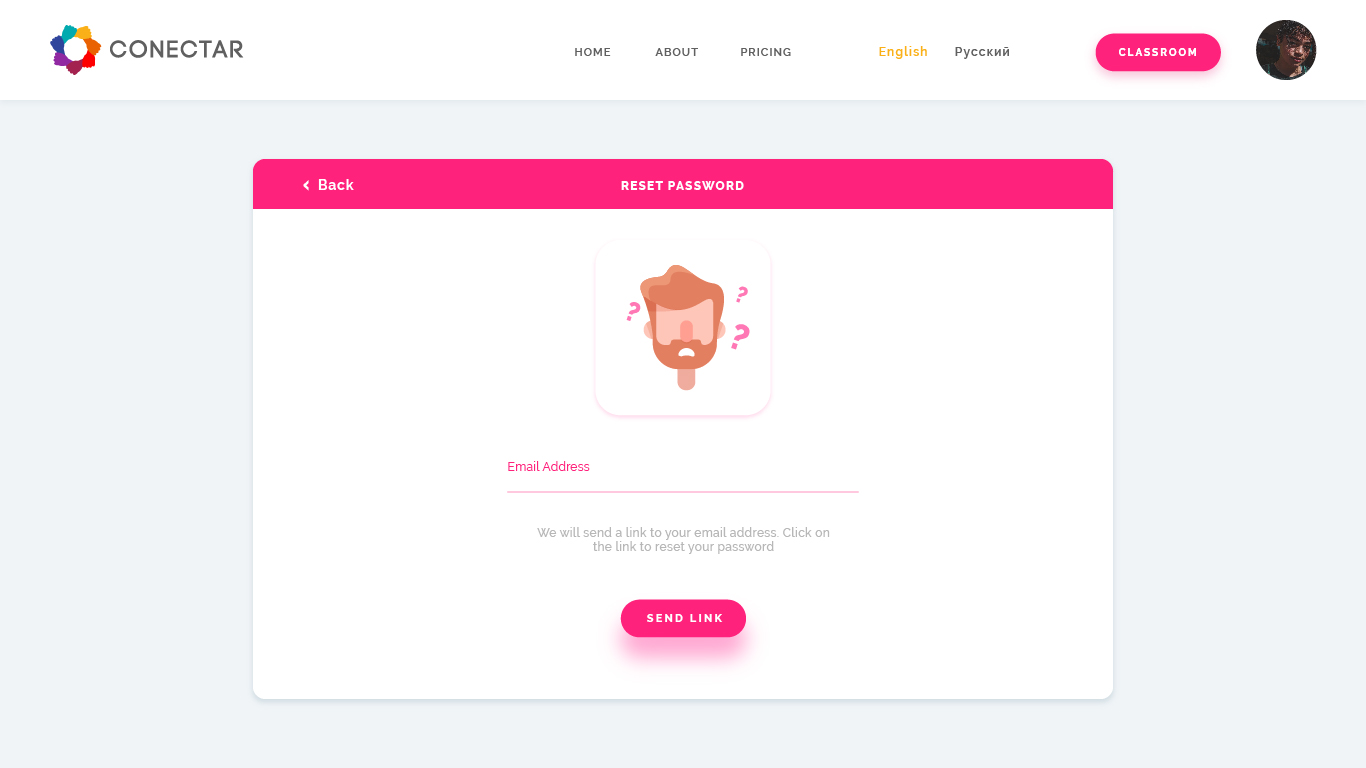 CONECTAR
HOME
ABOUT
PRICING
English
Русский
CLASSROOM
Back
RESET PASSWORD
?
?
?
Email Address
We will send a link to your email address. Click on
the link to reset your password
SEND LINK